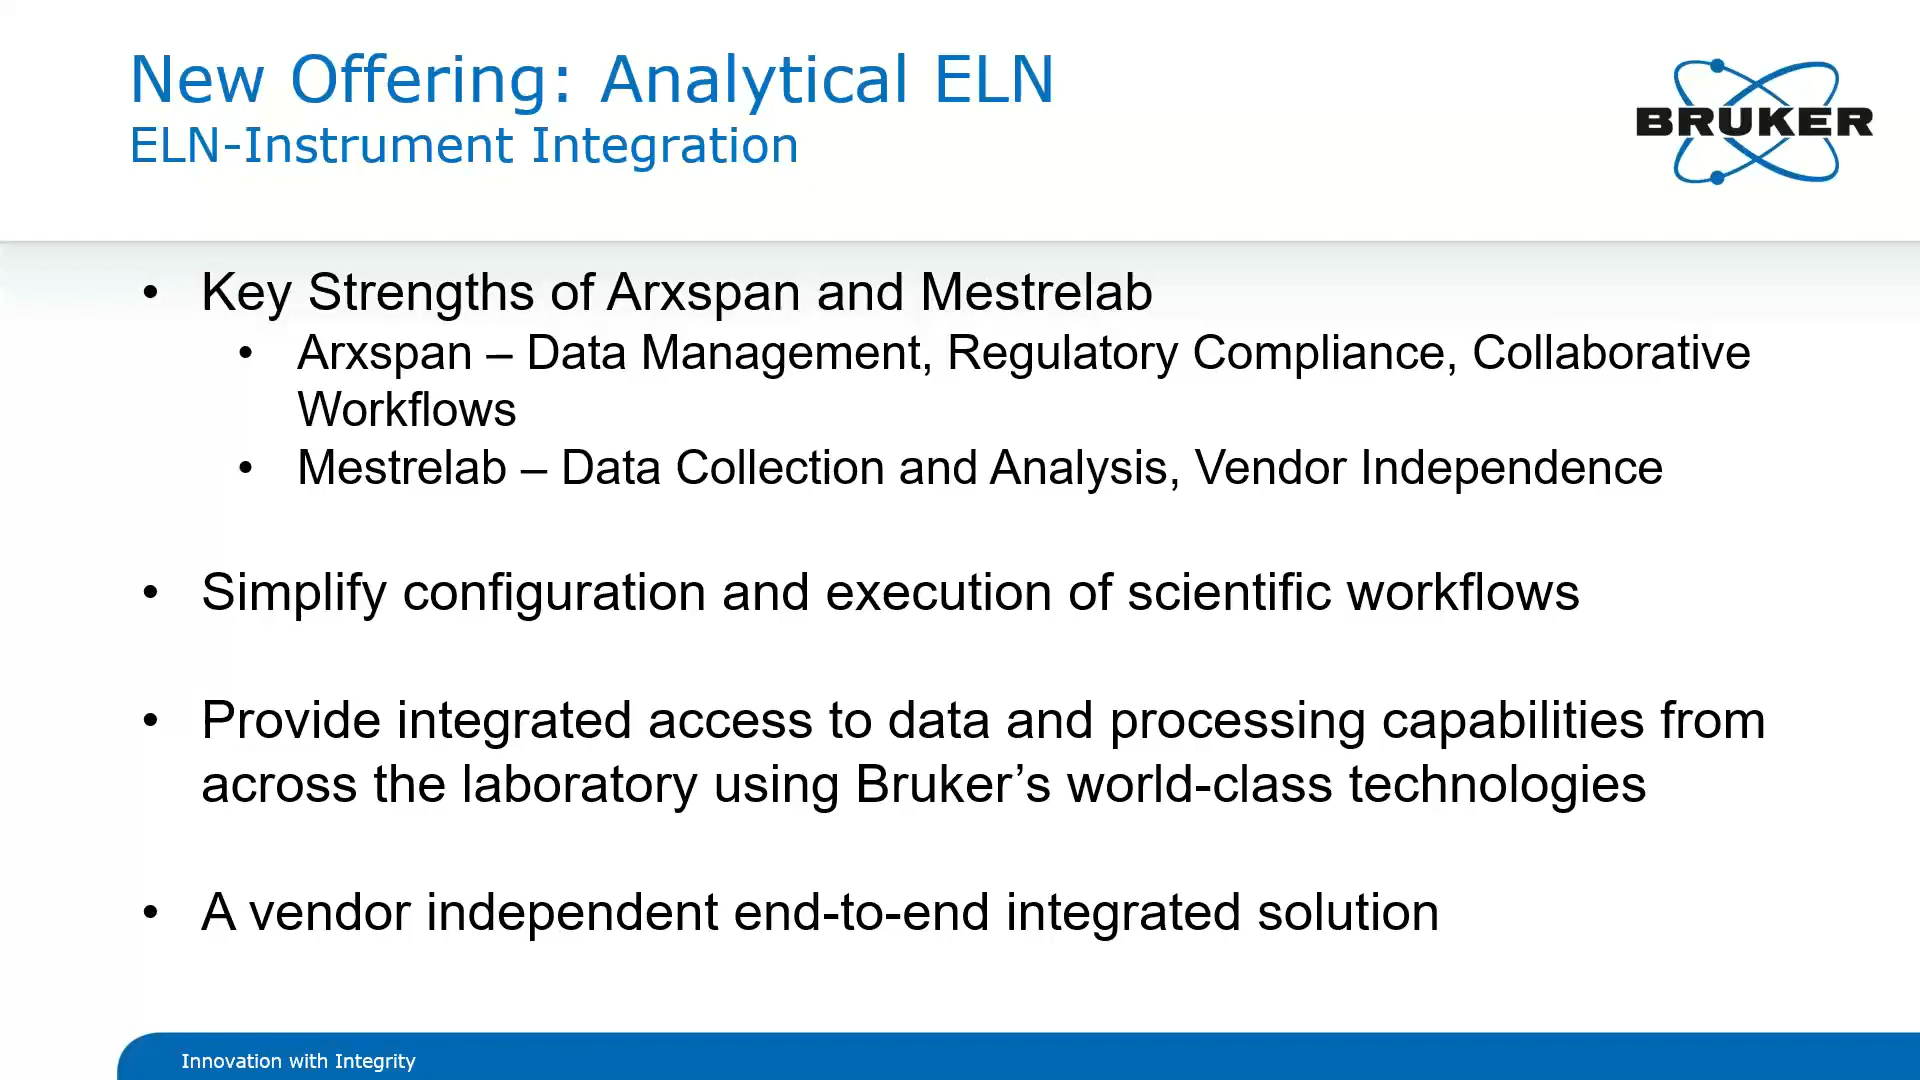 New Offering: Analytical ELN
ELN-Instrument Integration
BRUKER
• Key Strengths of Arxspan and Mestrelab
• Arxspan – Data Management, Regulatory Compliance, Collaborative
Workflows
• Mestrelab – Data Collection and Analysis, Vendor Independence
• Simplify configuration and execution of scientific workflows
• Provide integrated access to data and processing capabilities from
across the laboratory using Bruker’s world-class technologies
• A vendor independent end-to-end integrated solution
Innovation with Integrity